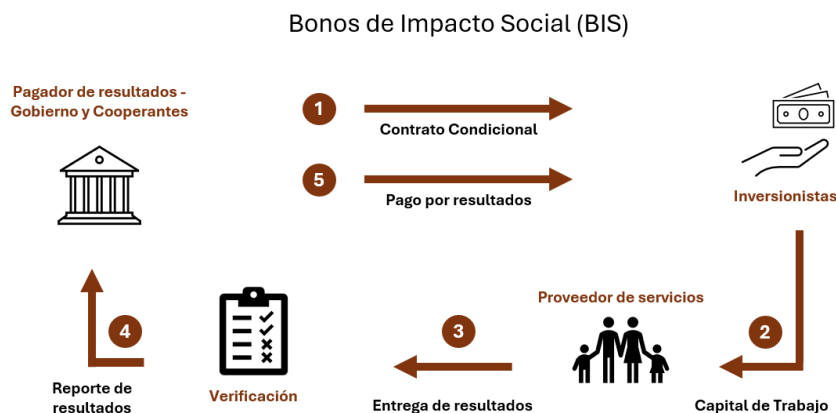 Bonos de Impacto Social (BIS)
Pagador de resultados -
Gobierno y Cooperantes
1
Contrato Condicional
5
Pago por resultados
Inversionistas
Proveedor de servicios
2
Capital de Trabajo
3
Entrega de resultados
Verificación
4
Reporte de
resultados